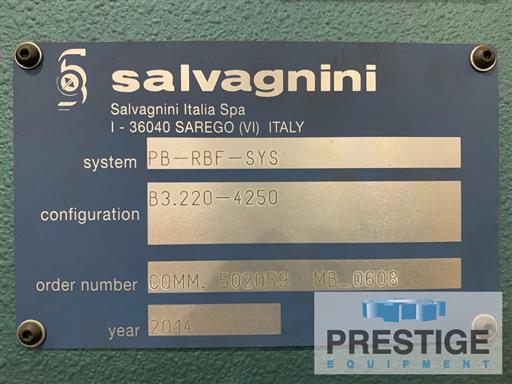 salvagnini
Salvagnini Italia Spa
I - 36040 SAREGO (VI) ITALY
system PB-RBF-SYS
configuration B3.220-4250
order number COMM. 502059 MB_0608
year 2014
PRESTIGE
EQUIPMENT